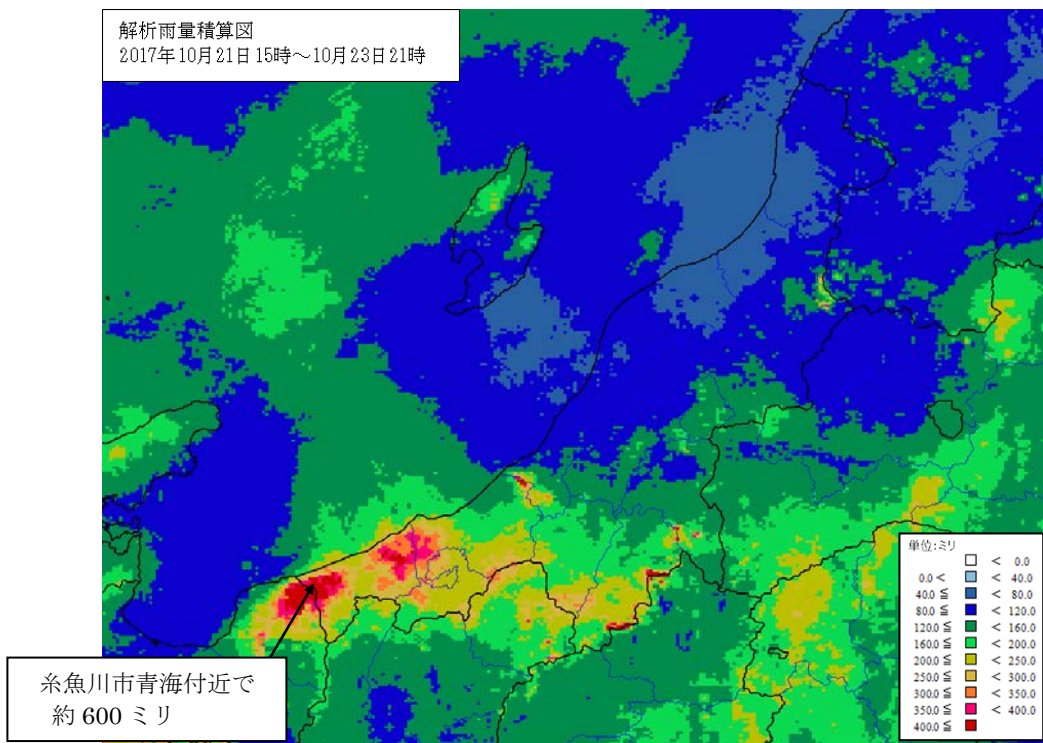 解析雨量積算図
2017年10月21日15時～10月23日21時
糸魚川市青海付近で
約 600 ミリ
単位:ミリ
< 0.0
0.0 < < 40.0
40.0 ≦ < 80.0
80.0 ≦ < 120.0
120.0 ≦ < 160.0
160.0 ≦ < 200.0
200.0 ≦ < 250.0
250.0 ≦ < 300.0
300.0 ≦ < 350.0
350.0 ≦ < 400.0
400.0 ≦